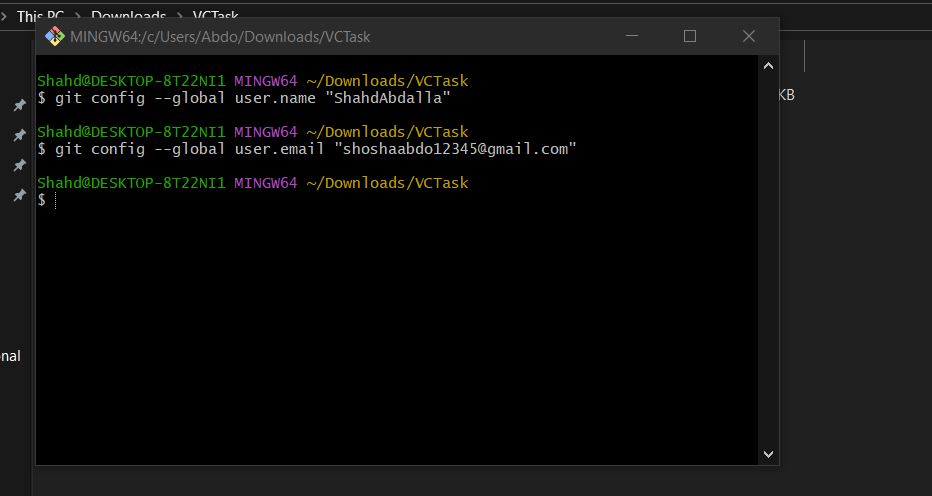 This PC > Downloads > VCTask
MINGW64:/c/Users/Abdo/Downloads/VCTask
Shahd@DESKTOP-8T22NI1 MINGW64 ~/Downloads/VCTask
$ git config --global user.name "ShahdAbdalla"
Shahd@DESKTOP-8T22NI1 MINGW64 ~/Downloads/VCTask
$ git config --global user.email "shoshaabdo12345@gmail.com"
Shahd@DESKTOP-8T22NI1 MINGW64 ~/Downloads/VCTask
$
KB
onal